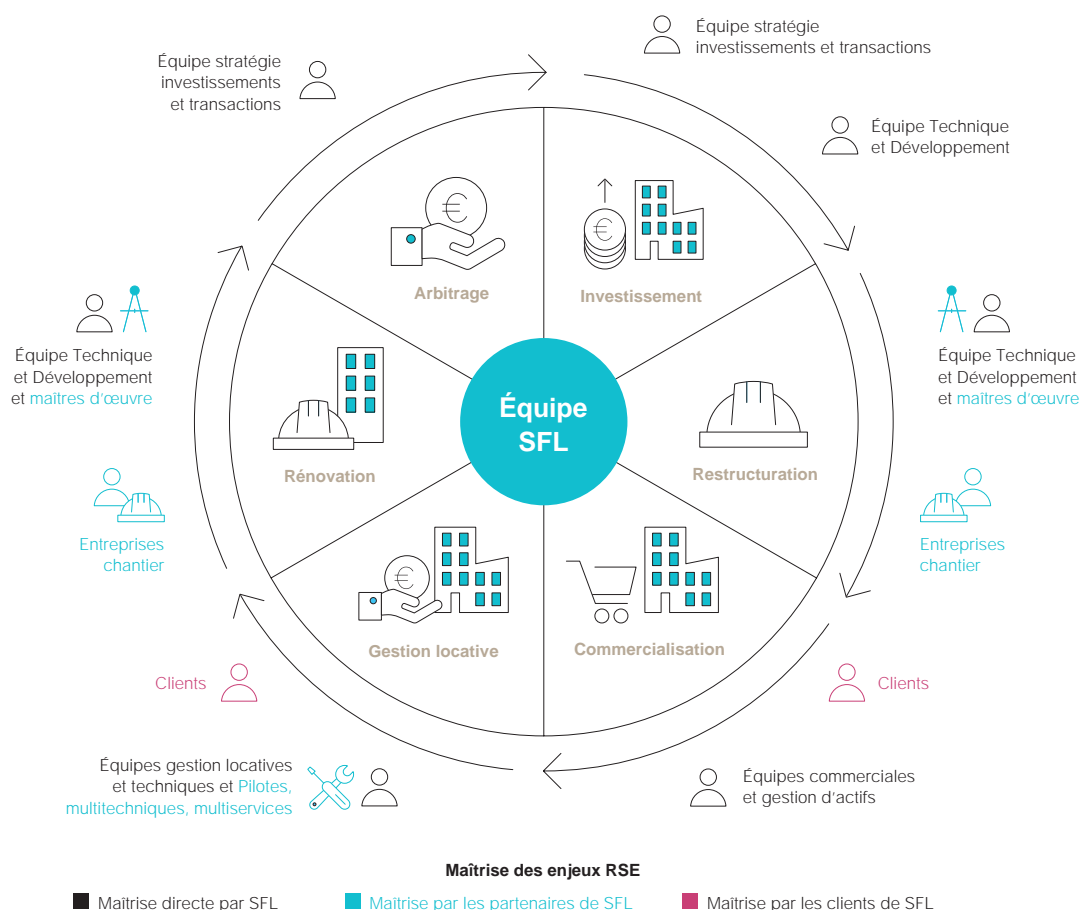 Équipe stratégie
investissements et transactions
Équipe stratégie
investissements
et transactions
Équipe Technique
et Développement
Arbitrage
Investissement
Équipe Technique
et Développement
et maîtres d'œuvre
Équipe Technique
et Développement
et maîtres d'œuvre
Équipe
SFL
Rénovation
Restructuration
Entreprises
chantier
Entreprises
chantier
Gestion locative
Commercialisation
Clients
Clients
Équipes gestion locatives
et techniques et Pilotes,
multitechniques, multiservices
Équipes commerciales
et gestion d'actifs
Maîtrise des enjeux RSE
Maîtrise directe par SFL
Maîtrise par les partenaires de SFL
Maîtrise par les clients de SFL